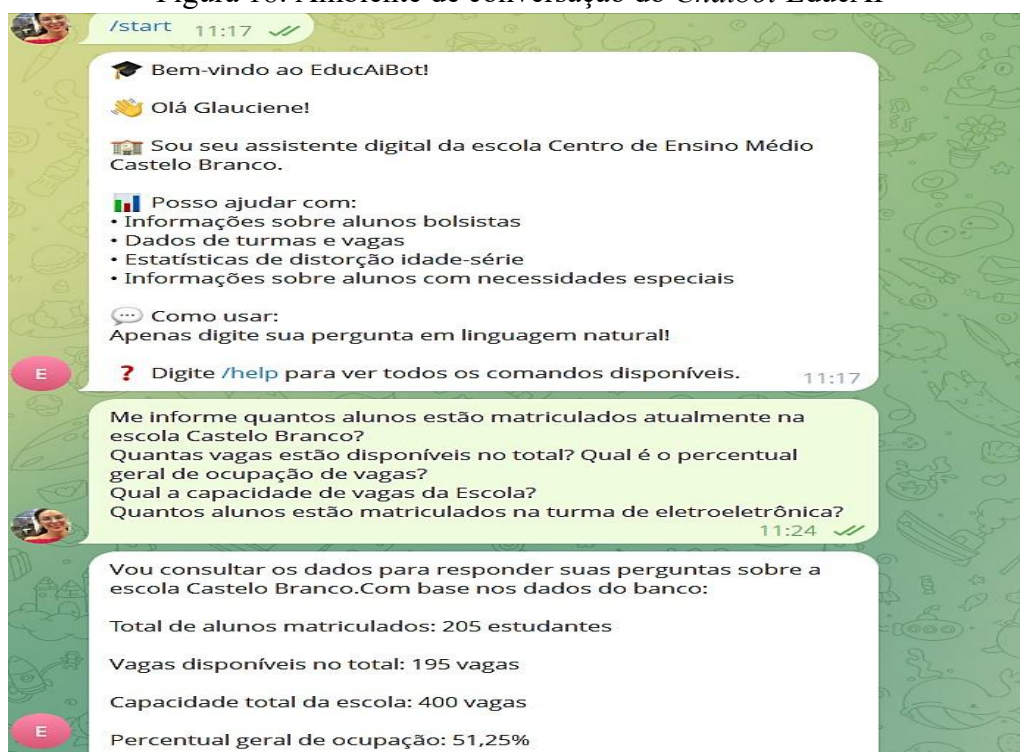 Figura 18: Ambiente de conversação do Chatbot EducAI
/start 11:17
🎓 Bem-vindo ao EducAiBot!
👋 Olá Glauciene!
🏫 Sou seu assistente digital da escola Centro de Ensino Médio
Castelo Branco.
📊 Posso ajudar com:
• Informações sobre alunos bolsistas
• Dados de turmas e vagas
• Estatísticas de distorção idade-série
• Informações sobre alunos com necessidades especiais
💬 Como usar:
Apenas digite sua pergunta em linguagem natural!
E
❓ Digite /help para ver todos os comandos disponíveis. 11:17
Me informe quantos alunos estão matriculados atualmente na
escola Castelo Branco?
Quantas vagas estão disponíveis no total? Qual é o percentual
geral de ocupação de vagas?
Qual a capacidade de vagas da Escola?
Quantos alunos estão matriculados na turma de eletroeletrônica?
11:24
Vou consultar os dados para responder suas perguntas sobre a
escola Castelo Branco.Com base nos dados do banco:
Total de alunos matriculados: 205 estudantes
Vagas disponíveis no total: 195 vagas
Capacidade total da escola: 400 vagas
E
Percentual geral de ocupação: 51,25%